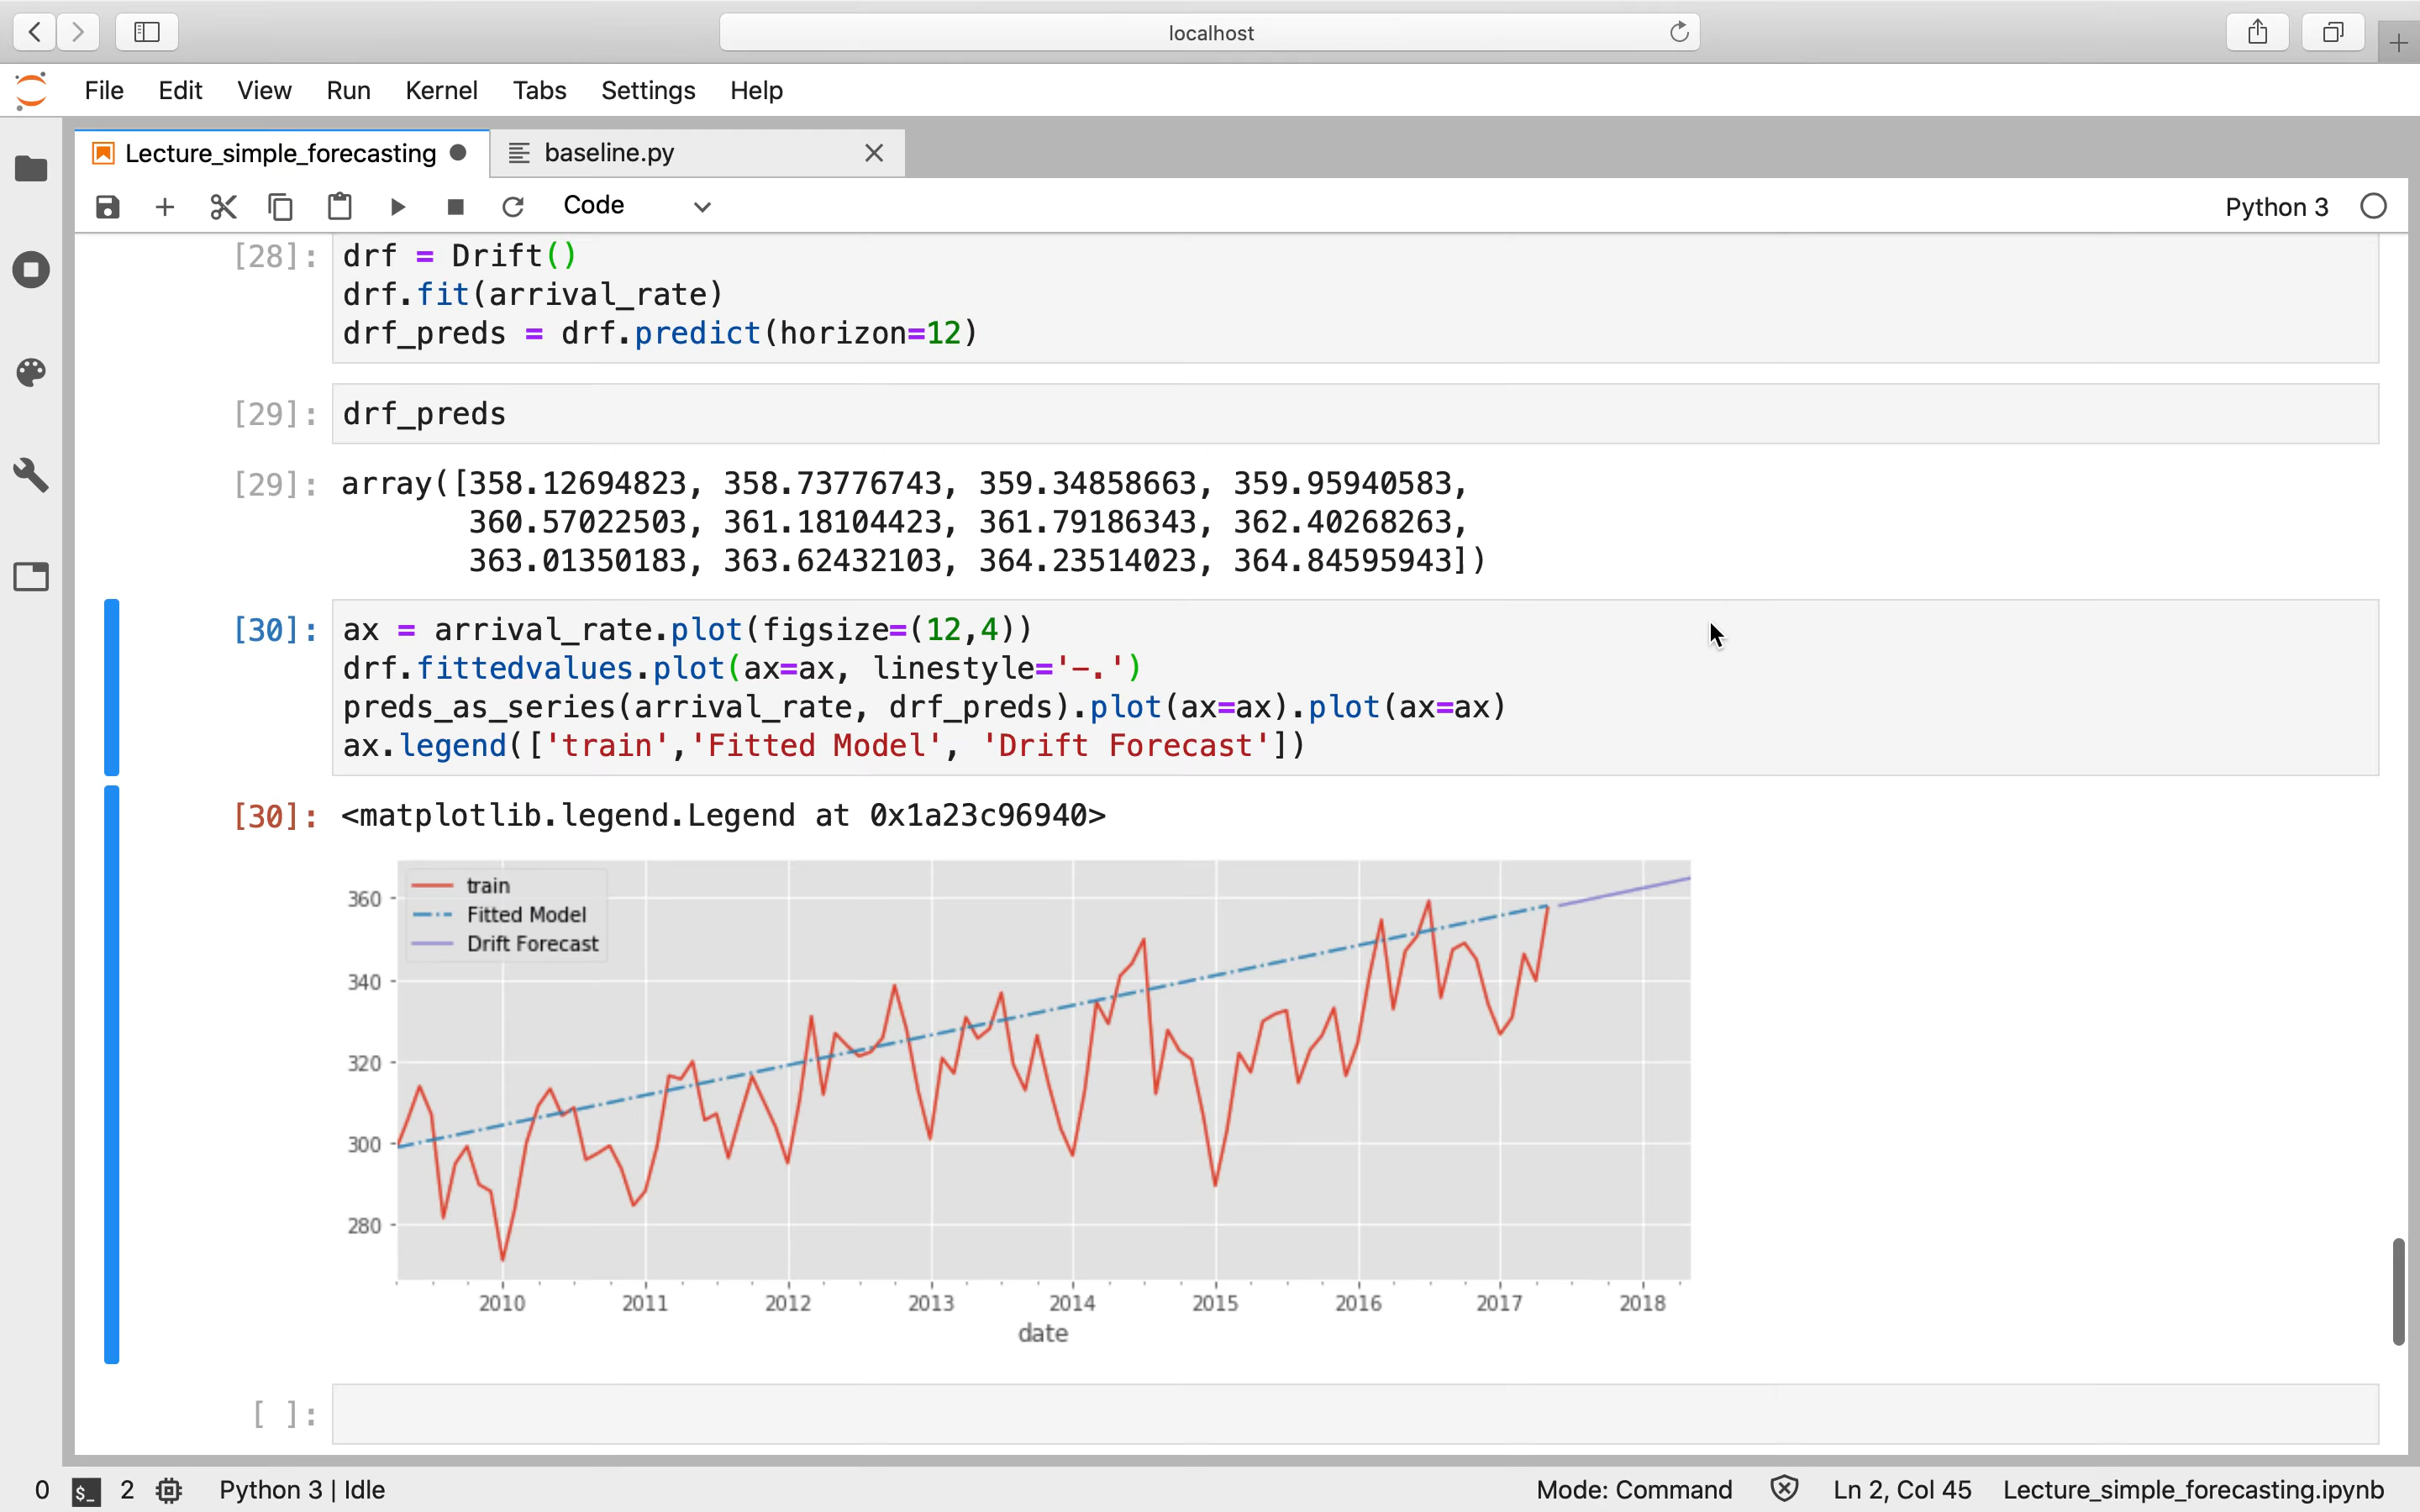 localhost
File Edit View Run Kernel Tabs Settings Help
Lecture_simple_forecasting baseline.py
Code Python 3
[28]: drf = Drift()
drf.fit(arrival_rate)
drf_preds = drf.predict(horizon=12)
[29]: drf_preds
[29]: array([358.12694823, 358.73776743, 359.34858663, 359.95940583,
360.57022503, 361.18104423, 361.79186343, 362.40268263,
363.01350183, 363.62432103, 364.23514023, 364.84595943])
[30]: ax = arrival_rate.plot(figsize=(12,4))
drf.fittedvalues.plot(ax=ax, linestyle='-.')
preds_as_series(arrival_rate, drf_preds).plot(ax=ax).plot(ax=ax)
ax.legend(['train','Fitted Model', 'Drift Forecast'])
[30]: <matplotlib.legend.Legend at 0x1a23c96940>
train
Fitted Model
Drift Forecast
360
340
320
300
280
2010 2011 2012 2013 2014 2015 2016 2017 2018
date
[ ]:
0 $_ 2 Python 3 | Idle Mode: Command Ln 2, Col 45 Lecture_simple_forecasting.ipynb